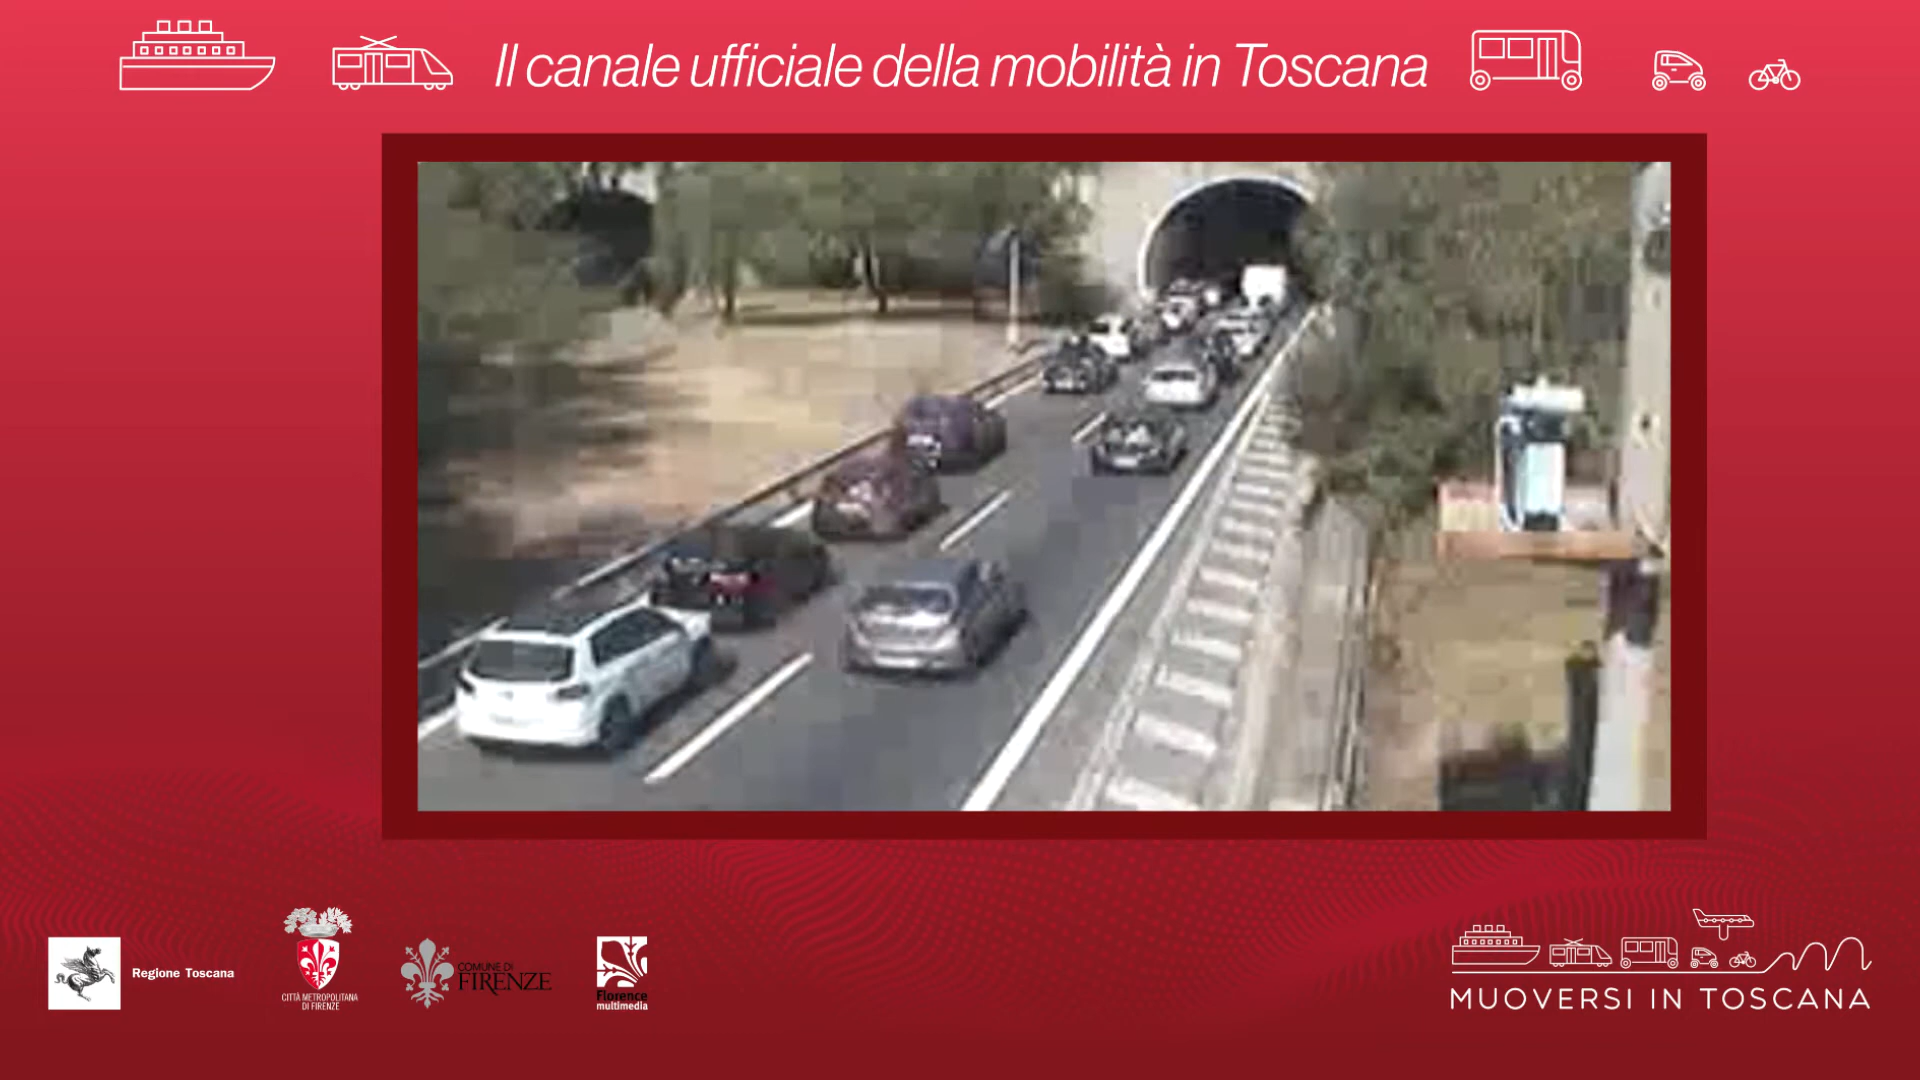 Il canale ufficiale della mobilità in Toscana
Regione Toscana
CITTÀ METROPOLITANA
DI FIRENZE
COMUNE DI
FIRENZE
Florence
multimedia
MUOVERSI IN TOSCANA